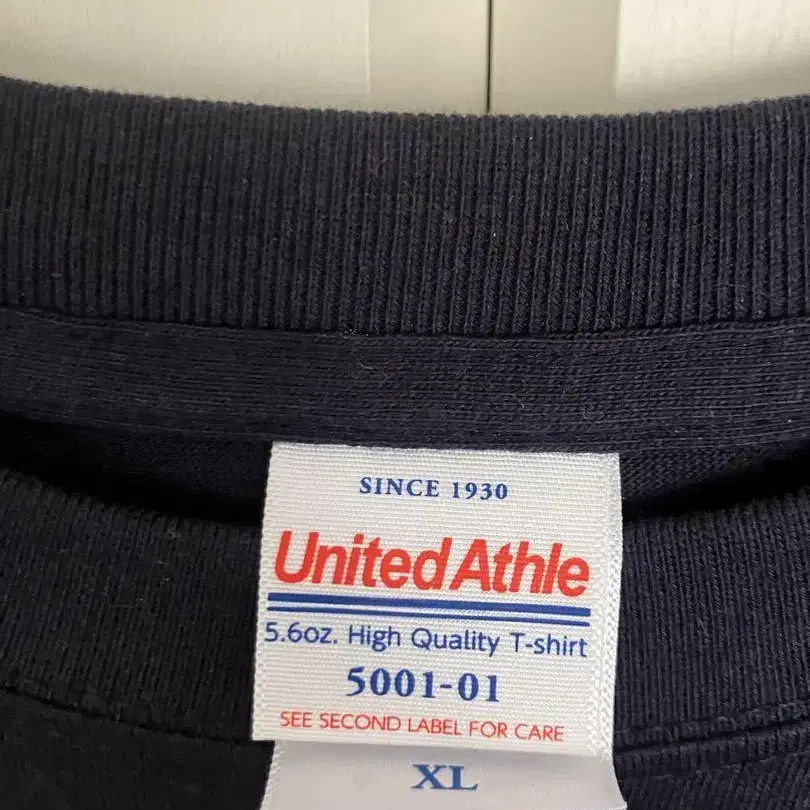 SINCE 1930
United Athle
5.6oz. High Quality T-shirt
5001-01
SEE SECOND LABEL FOR CARE
XL